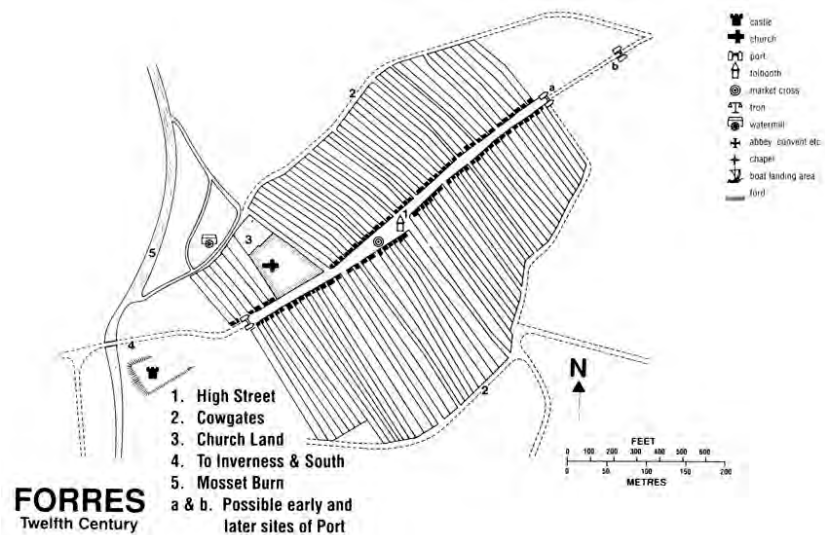 castle
church
port
tolbooth
market cross
tron
watermill
abbey convent etc
chapel
boat landing area
ford
2
a
b
1
3
5
4
2
N
1. High Street
2. Cowgates
3. Church Land
4. To Inverness & South
5. Mosset Burn
a & b. Possible early and
later sites of Port
FORRES
Twelfth Century
FEET
0 100 200 300 400 500 600
0 50 100 150 200
METRES